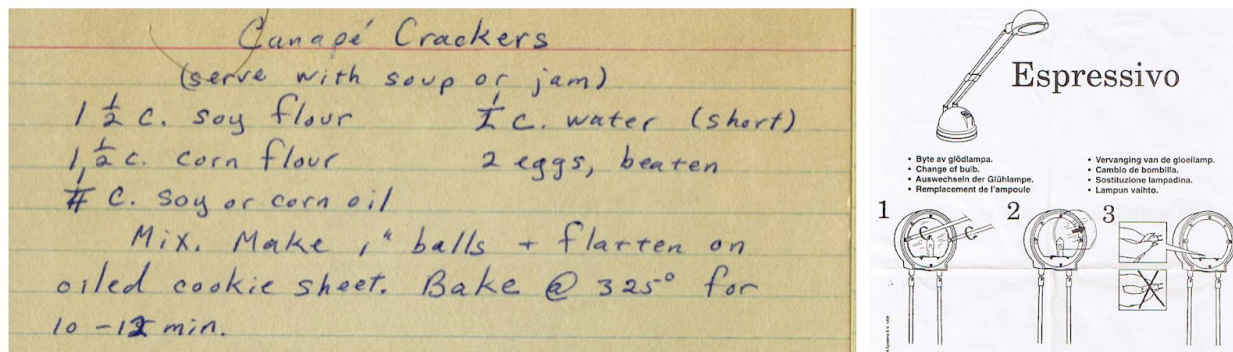 Canapé Crackers
(serve with soup or jam)
1 ½ c. soy flour
1 ½ c. corn flour
¼ c. soy or corn oil
c. water (short)
2 eggs, beaten
Mix. Make 1" balls + flatten on
oiled cookie sheet. Bake @ 325° for
10-12 min.
Espressivo
• Byte av glödlampa.
• Change of bulb.
• Auswechseln der Glühlampe.
• Remplacement de l'ampoule
• Vervanging van de gloeilamp.
• Cambio de bombilla.
• Sostituzione lampadina.
• Lampun vaihto.
1
2
3